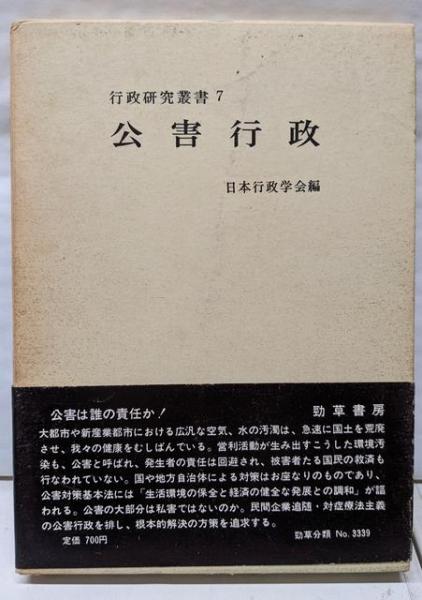 行政研究叢書 7
公害行政
日本行政学会編
公害は誰の責任か！ 勁草書房
大都市や新産業都市における広汎な空気、水の汚濁は、急速に国土を荒廃
させ、我々の健康をむしばんでいる。営利活動が生み出すこうした環境汚
染も、公害と呼ばれ、発生者の責任は回避され、被害者たる国民の救済も
行なわれていない。国や地方自治体による対策はお座なりのものであり、
公害対策基本法には「生活環境の保全と経済の健全な発展との調和」が謳
われる。公害の大部分は私害ではないのか。民間企業追随・対症療法主義
の公害行政を排し、根本的解決の方策を追求する。
定価 700円 勁草分類 No.3339